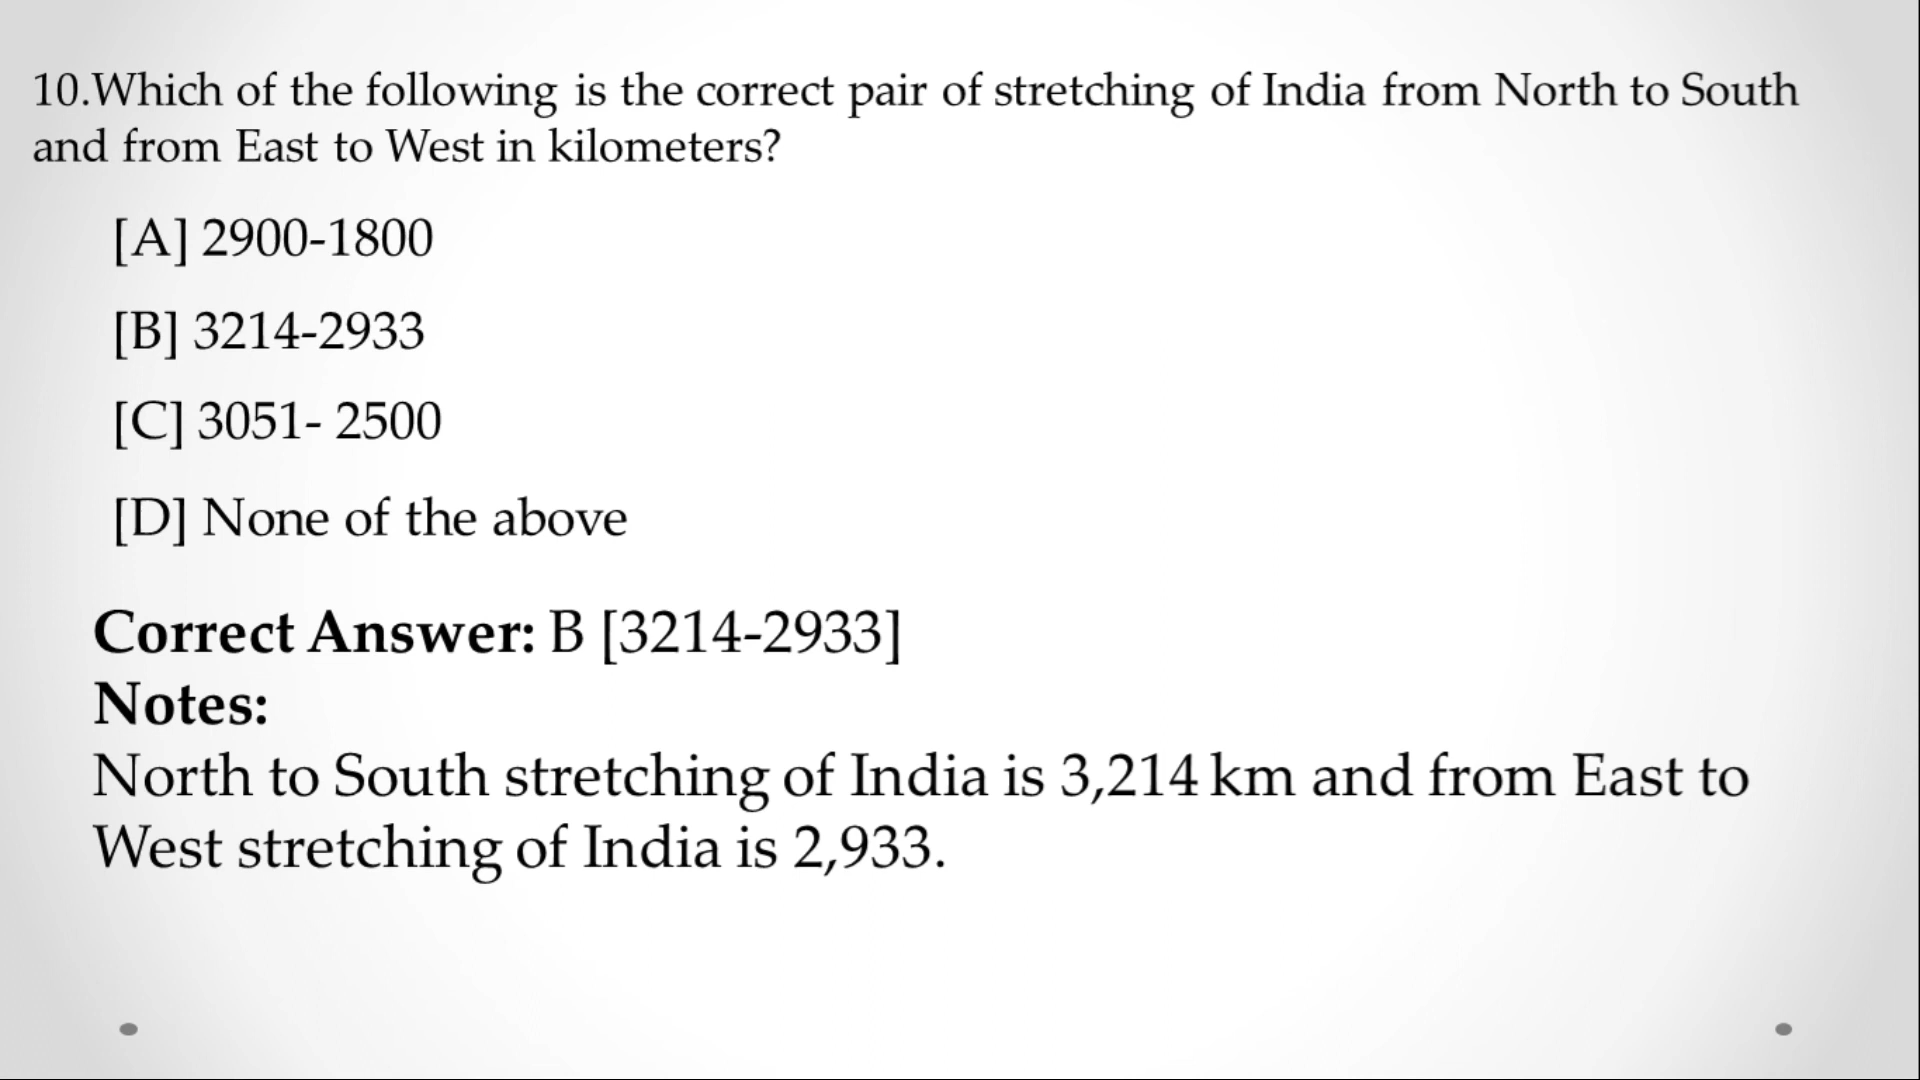 10.Which of the following is the correct pair of stretching of India from North to South
and from East to West in kilometers?
[A] 2900-1800
[B] 3214-2933
[C] 3051- 2500
[D] None of the above
Correct Answer: B [3214-2933]
Notes:
North to South stretching of India is 3,214 km and from East to
West stretching of India is 2,933.